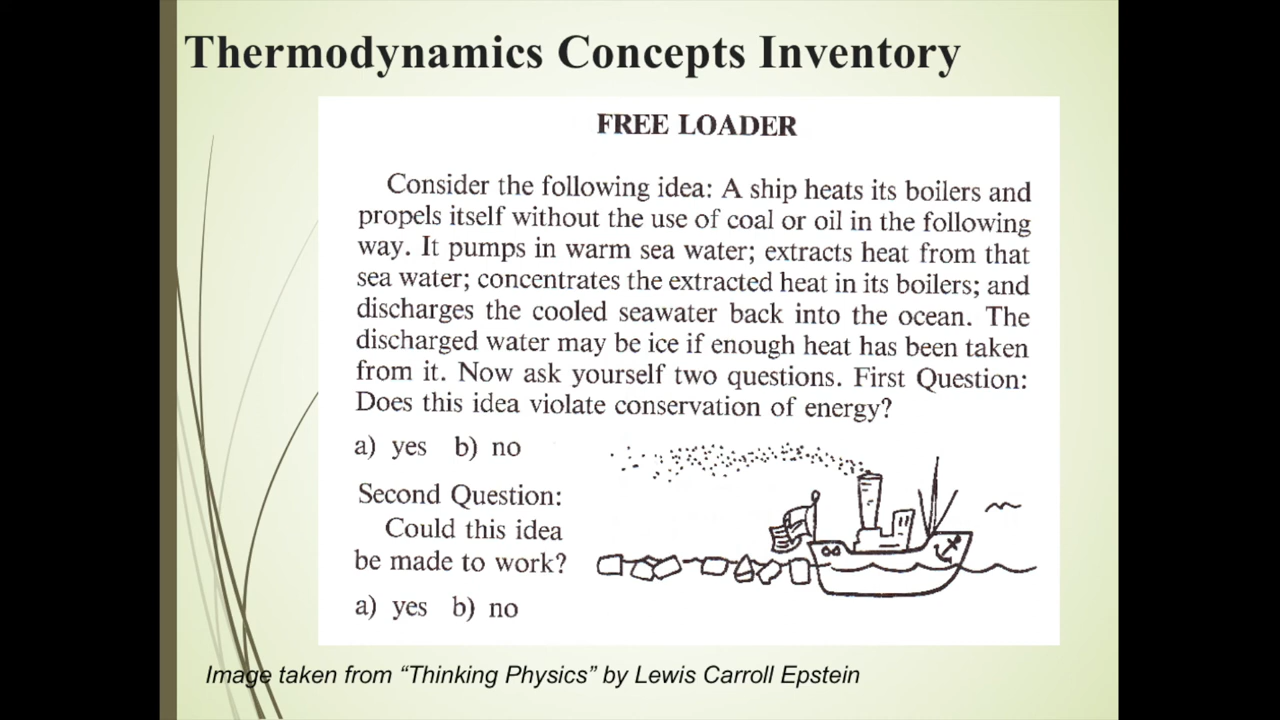 Thermodynamics Concepts Inventory
FREE LOADER
Consider the following idea: A ship heats its boilers and
propels itself without the use of coal or oil in the following
way. It pumps in warm sea water; extracts heat from that
sea water; concentrates the extracted heat in its boilers; and
discharges the cooled seawater back into the ocean. The
discharged water may be ice if enough heat has been taken
from it. Now ask yourself two questions. First Question:
Does this idea violate conservation of energy?
a) yes b) no
Second Question:
Could this idea
be made to work?
a) yes b) no
Image taken from “Thinking Physics” by Lewis Carroll Epstein